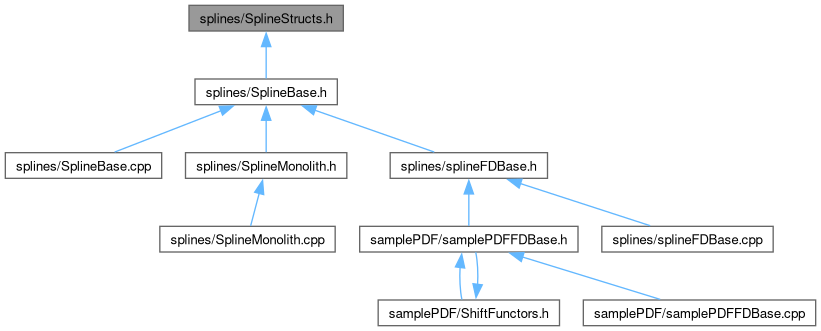 splines/SplineStructs.h
splines/SplineBase.h
splines/SplineBase.cpp
splines/SplineMonolith.h
splines/splineFDBase.h
splines/SplineMonolith.cpp
samplePDF/samplePDFFDBase.h
splines/splineFDBase.cpp
samplePDF/ShiftFunctors.h
samplePDF/samplePDFFDBase.cpp